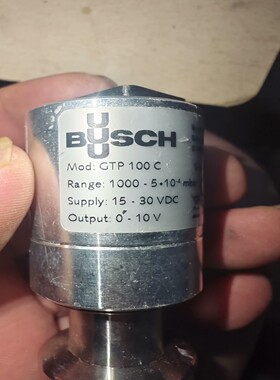 BUSCH
Mod: GTP 100 C
Range: 1000 - 5•10⁻⁴ mbar
Supply: 15 - 30 VDC
Output: 0 - 10 V